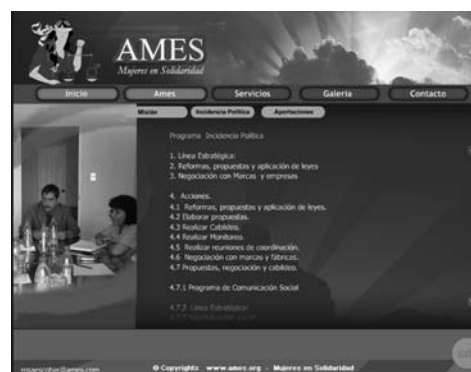 AMES
Mujeres en Solidaridad
Inicio Ames Servicios Galeria Contacto
Misión Incidencia Política Aportaciones
Programa Incidencia Política
1. Línea Estratégica:
2. Reformas, propuestas y aplicación de leyes
3. Negociación con Marcas y empresas
4. Acciones.
4.1 Reformas, propuestas y aplicación de leyes.
4.2 Elaborar propuestas.
4.3 Realizar Cabildeo.
4.4 Realizar Monitoreo.
4.5 Realizar reuniones de coordinación.
4.6 Negociación con marcas y fábricas.
4.7 Propuestas, negociación y cabildeo.
4.7.1 Programa de Comunicación Social
4.7.2 Línea Estratégica:
© Copyrights www.ames.org - Mujeres en Solidaridad